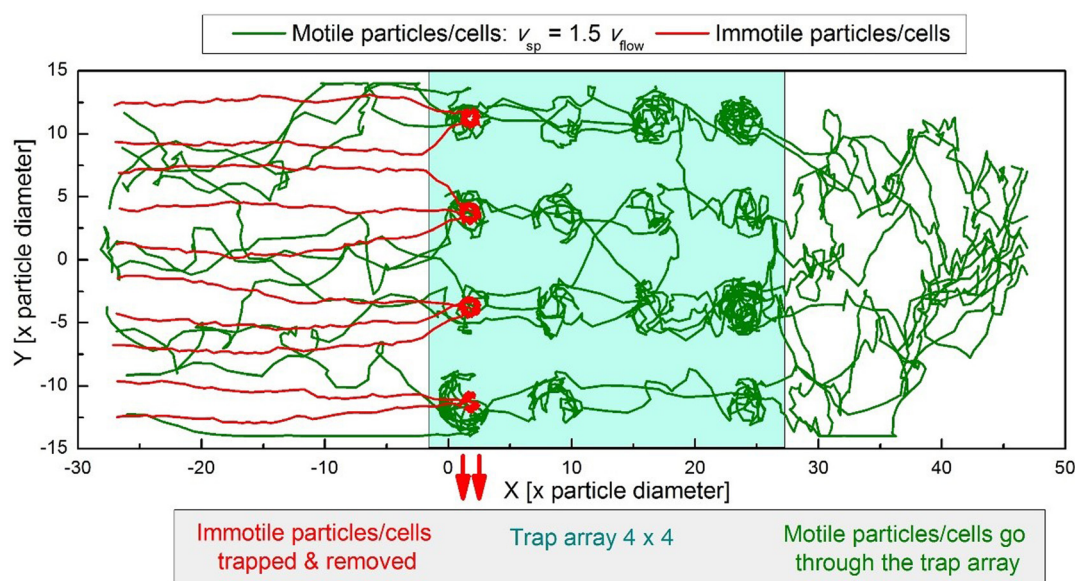 Motile particles/cells: vsp = 1.5 vflow Immotile particles/cells
15
10
5
0
-5
-10
-15
Y [x particle diameter]
-30 -20 -10 0 10 20 30 40 50
X [x particle diameter]
Immotile particles/cells
trapped & removed
Trap array 4 x 4
Motile particles/cells go
through the trap array